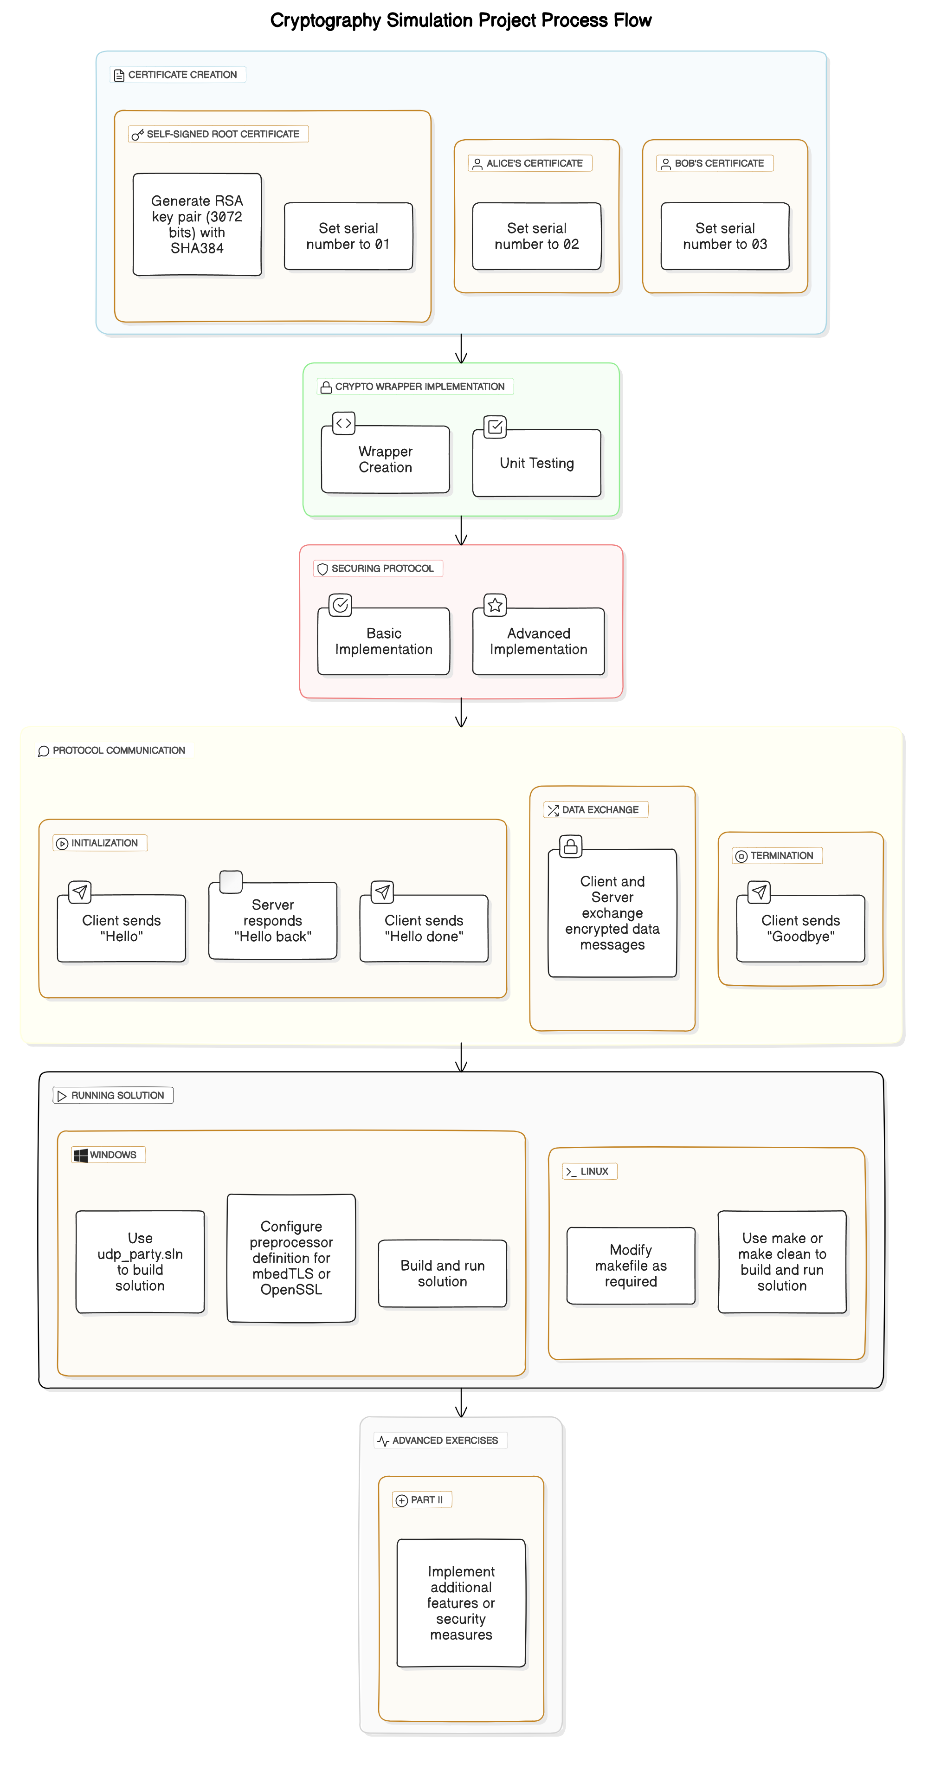 Cryptography Simulation Project Process Flow
CERTIFICATE CREATION
SELF-SIGNED ROOT CERTIFICATE
Generate RSA
key pair (3072
bits) with
SHA384
Set serial
number to 01
ALICE'S CERTIFICATE
Set serial
number to 02
BOB'S CERTIFICATE
Set serial
number to 03
CRYPTO WRAPPER IMPLEMENTATION
Wrapper
Creation
Unit Testing
SECURING PROTOCOL
Basic
Implementation
Advanced
Implementation
PROTOCOL COMMUNICATION
INITIALIZATION
Client sends
"Hello"
Server
responds
"Hello back"
Client sends
"Hello done"
DATA EXCHANGE
Client and
Server
exchange
encrypted data
messages
TERMINATION
Client sends
"Goodbye"
RUNNING SOLUTION
WINDOWS
Use
udp_party.sln
to build
solution
Configure
preprocessor
definition for
mbedTLS or
OpenSSL
Build and run
solution
LINUX
Modify
makefile as
required
Use make or
make clean to
build and run
solution
ADVANCED EXERCISES
PART II
Implement
additional
features or
security
measures